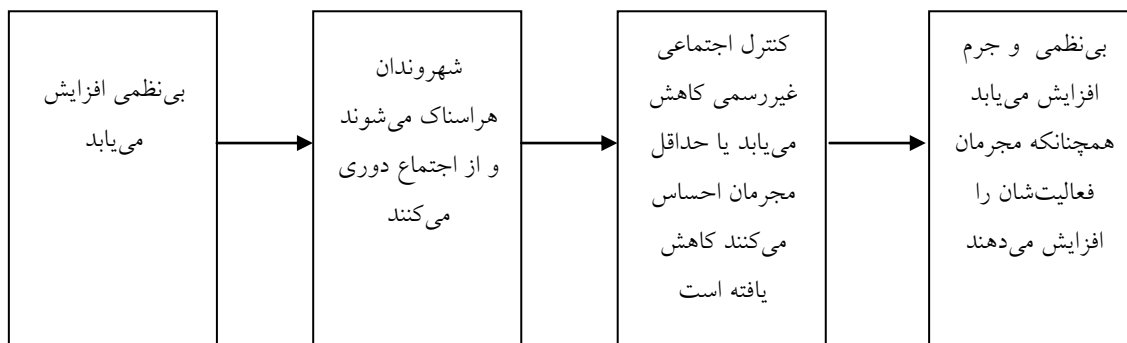 بی‌نظمی افزایش
می‌یابد
شهروندان
هراسناک می‌شوند
و از اجتماع دوری
می‌کنند
کنترل اجتماعی
غیررسمی کاهش
می‌یابد یا حداقل
مجرمان احساس
می‌کنند کاهش
یافته است
بی‌نظمی و جرم
افزایش می‌یابد
همچنانکه مجرمان
فعالیت‌شان را
افزایش می‌دهند